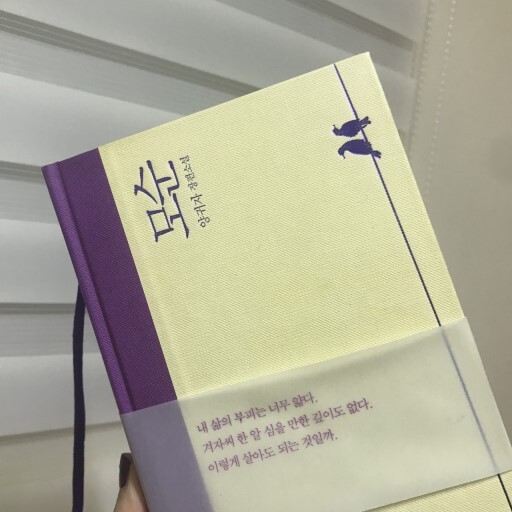 모순
양귀자 장편소설
내 삶의 부피는 너무 얇다.
겨자씨 한 알 심을 만한 깊이도 없다.
이렇게 살아도 되는 것일까.